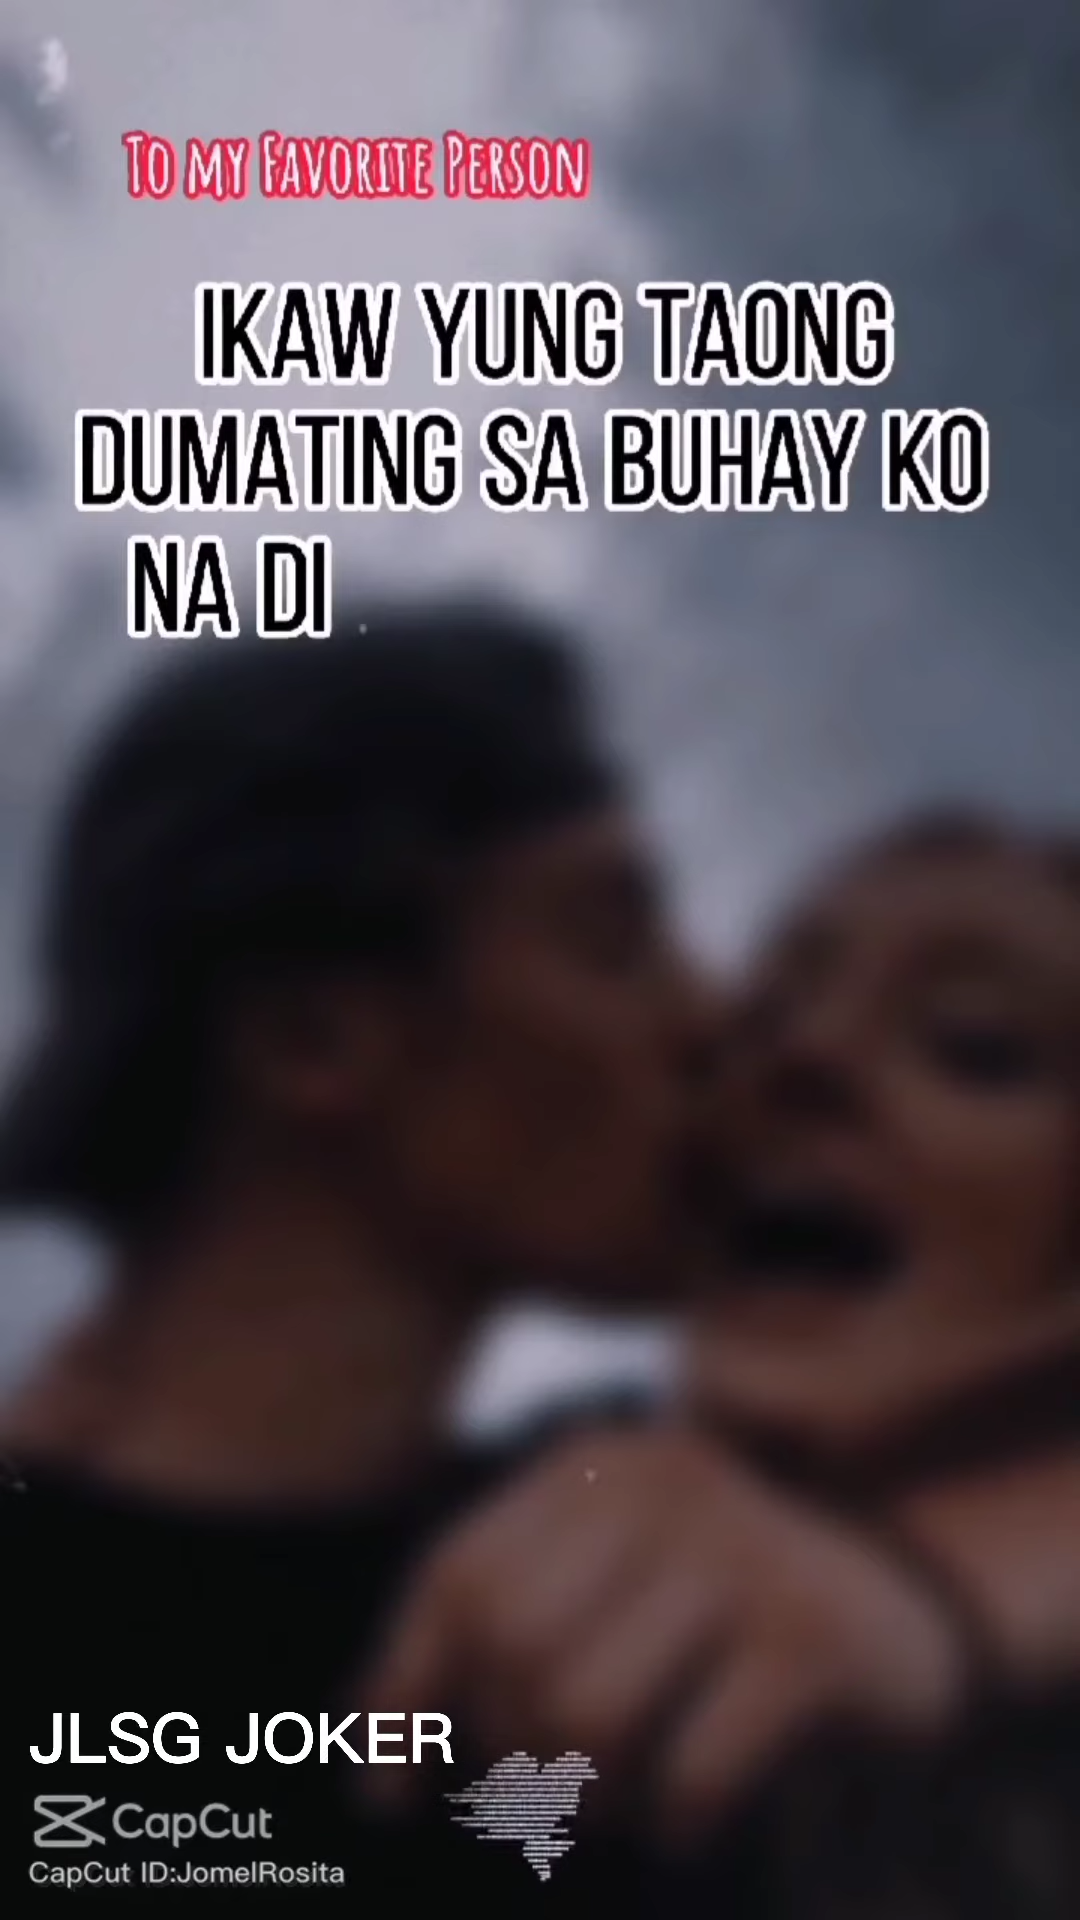 To my Favorite Person
IKAW YUNG TAONG
DUMATING SA BUHAY KO
NA DI
JLSG JOKER
CapCut
CapCut ID:JomelRosita